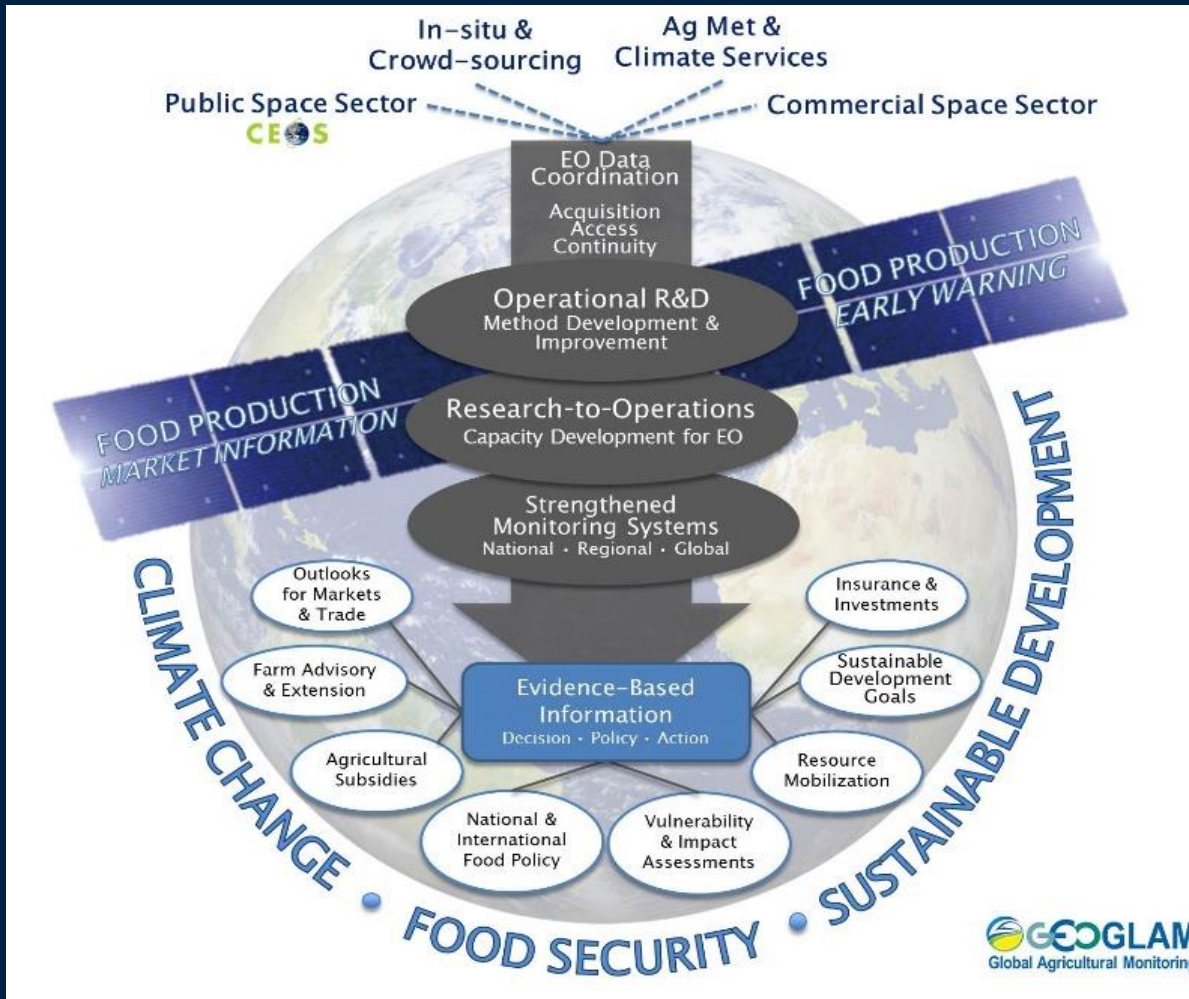 In-situ &
Crowd-sourcing
Ag Met &
Climate Services
Public Space Sector
CEOS
Commercial Space Sector
EO Data
Coordination
Acquisition
Access
Continuity
Operational R&D
Method Development &
Improvement
FOOD PRODUCTION
EARLY WARNING
FOOD PRODUCTION
MARKET INFORMATION
Research-to-Operations
Capacity Development for EO
Strengthened
Monitoring Systems
National · Regional · Global
Outlooks
for Markets
& Trade
Farm Advisory
& Extension
Agricultural
Subsidies
National &
International
Food Policy
Vulnerability
& Impact
Assessments
Resource
Mobilization
Sustainable
Development
Goals
Insurance &
Investments
Evidence-Based
Information
Decision · Policy · Action
CLIMATE CHANGE • FOOD SECURITY • SUSTAINABLE DEVELOPMENT
GEOGLAM
Global Agricultural Monitoring